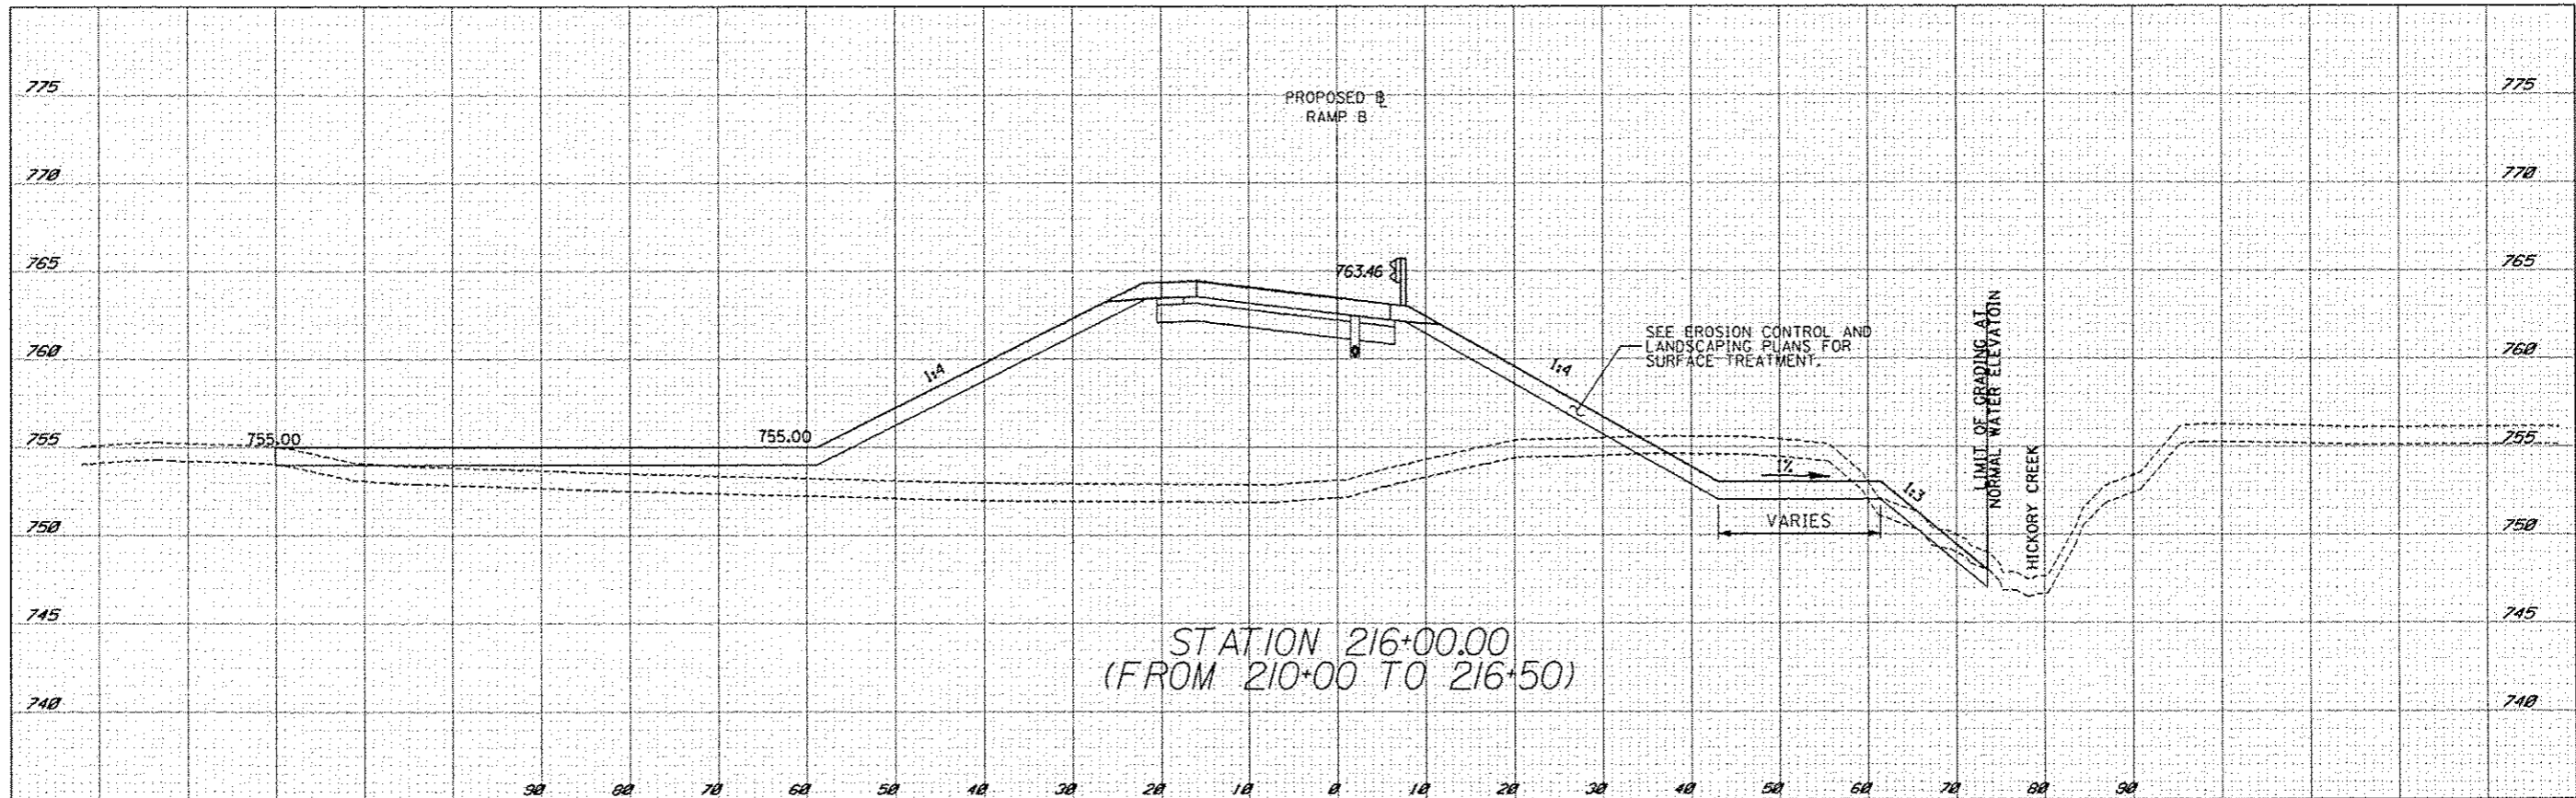 775 775
PROPOSED ℄
RAMP B
770 770
765 763.46 765
SEE EROSION CONTROL AND
LANDSCAPING PLANS FOR
SURFACE TREATMENT.
760 760
1:4 1:4
LIMIT OF GRADING AT
NORMAL WATER ELEVATOIN
HICKORY CREEK
755 755.00 755.00 755
1% 1:3
VARIES
750 750
745 745
STATION 216+00.00
(FROM 210+00 TO 216+50)
740 740
90 80 70 60 50 40 30 20 10 0 10 20 30 40 50 60 70 80 90